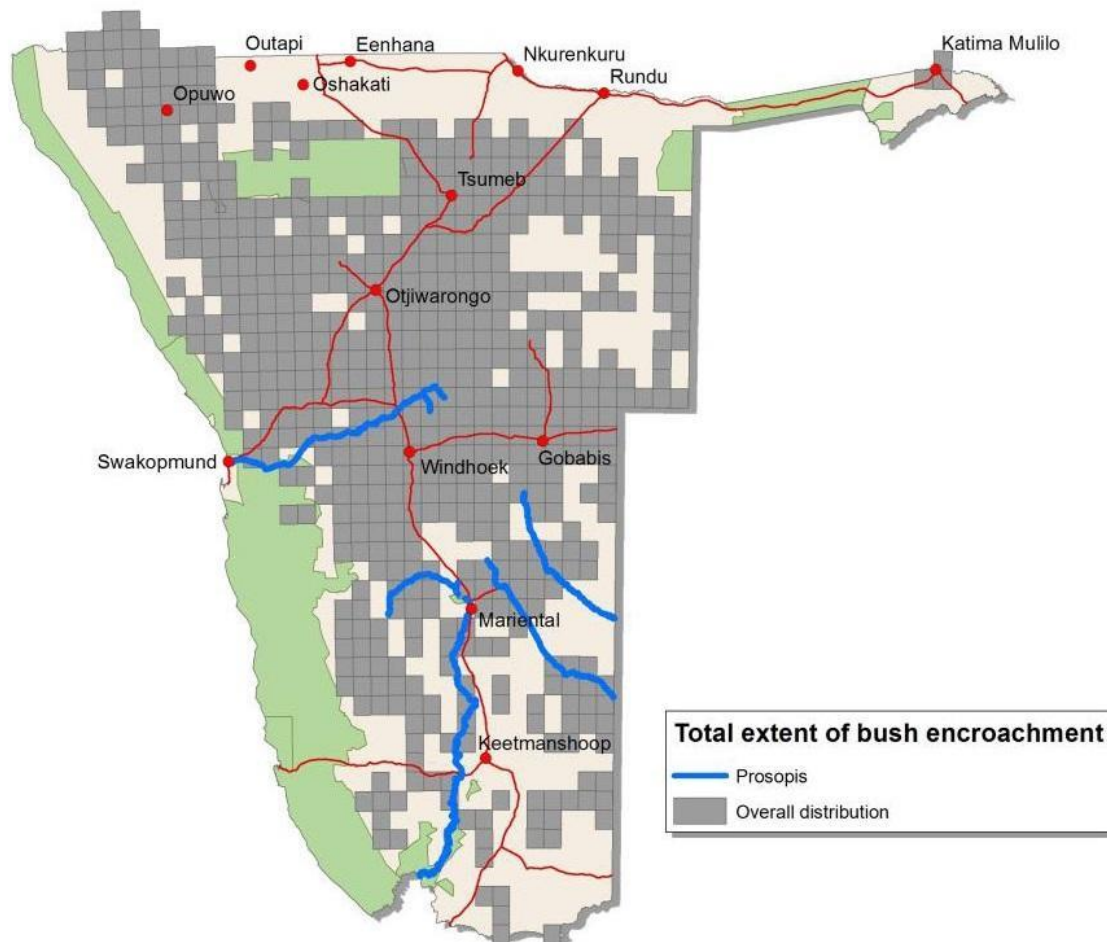 Katima Mulilo
Outapi
Eenhana
Nkurenkuru
Rundu
Oshakati
Opuwo
Tsumeb
Otjiwarongo
Swakopmund
Windhoek
Gobabis
Mariental
Keetmanshoop
Total extent of bush encroachment
Prosopis
Overall distribution